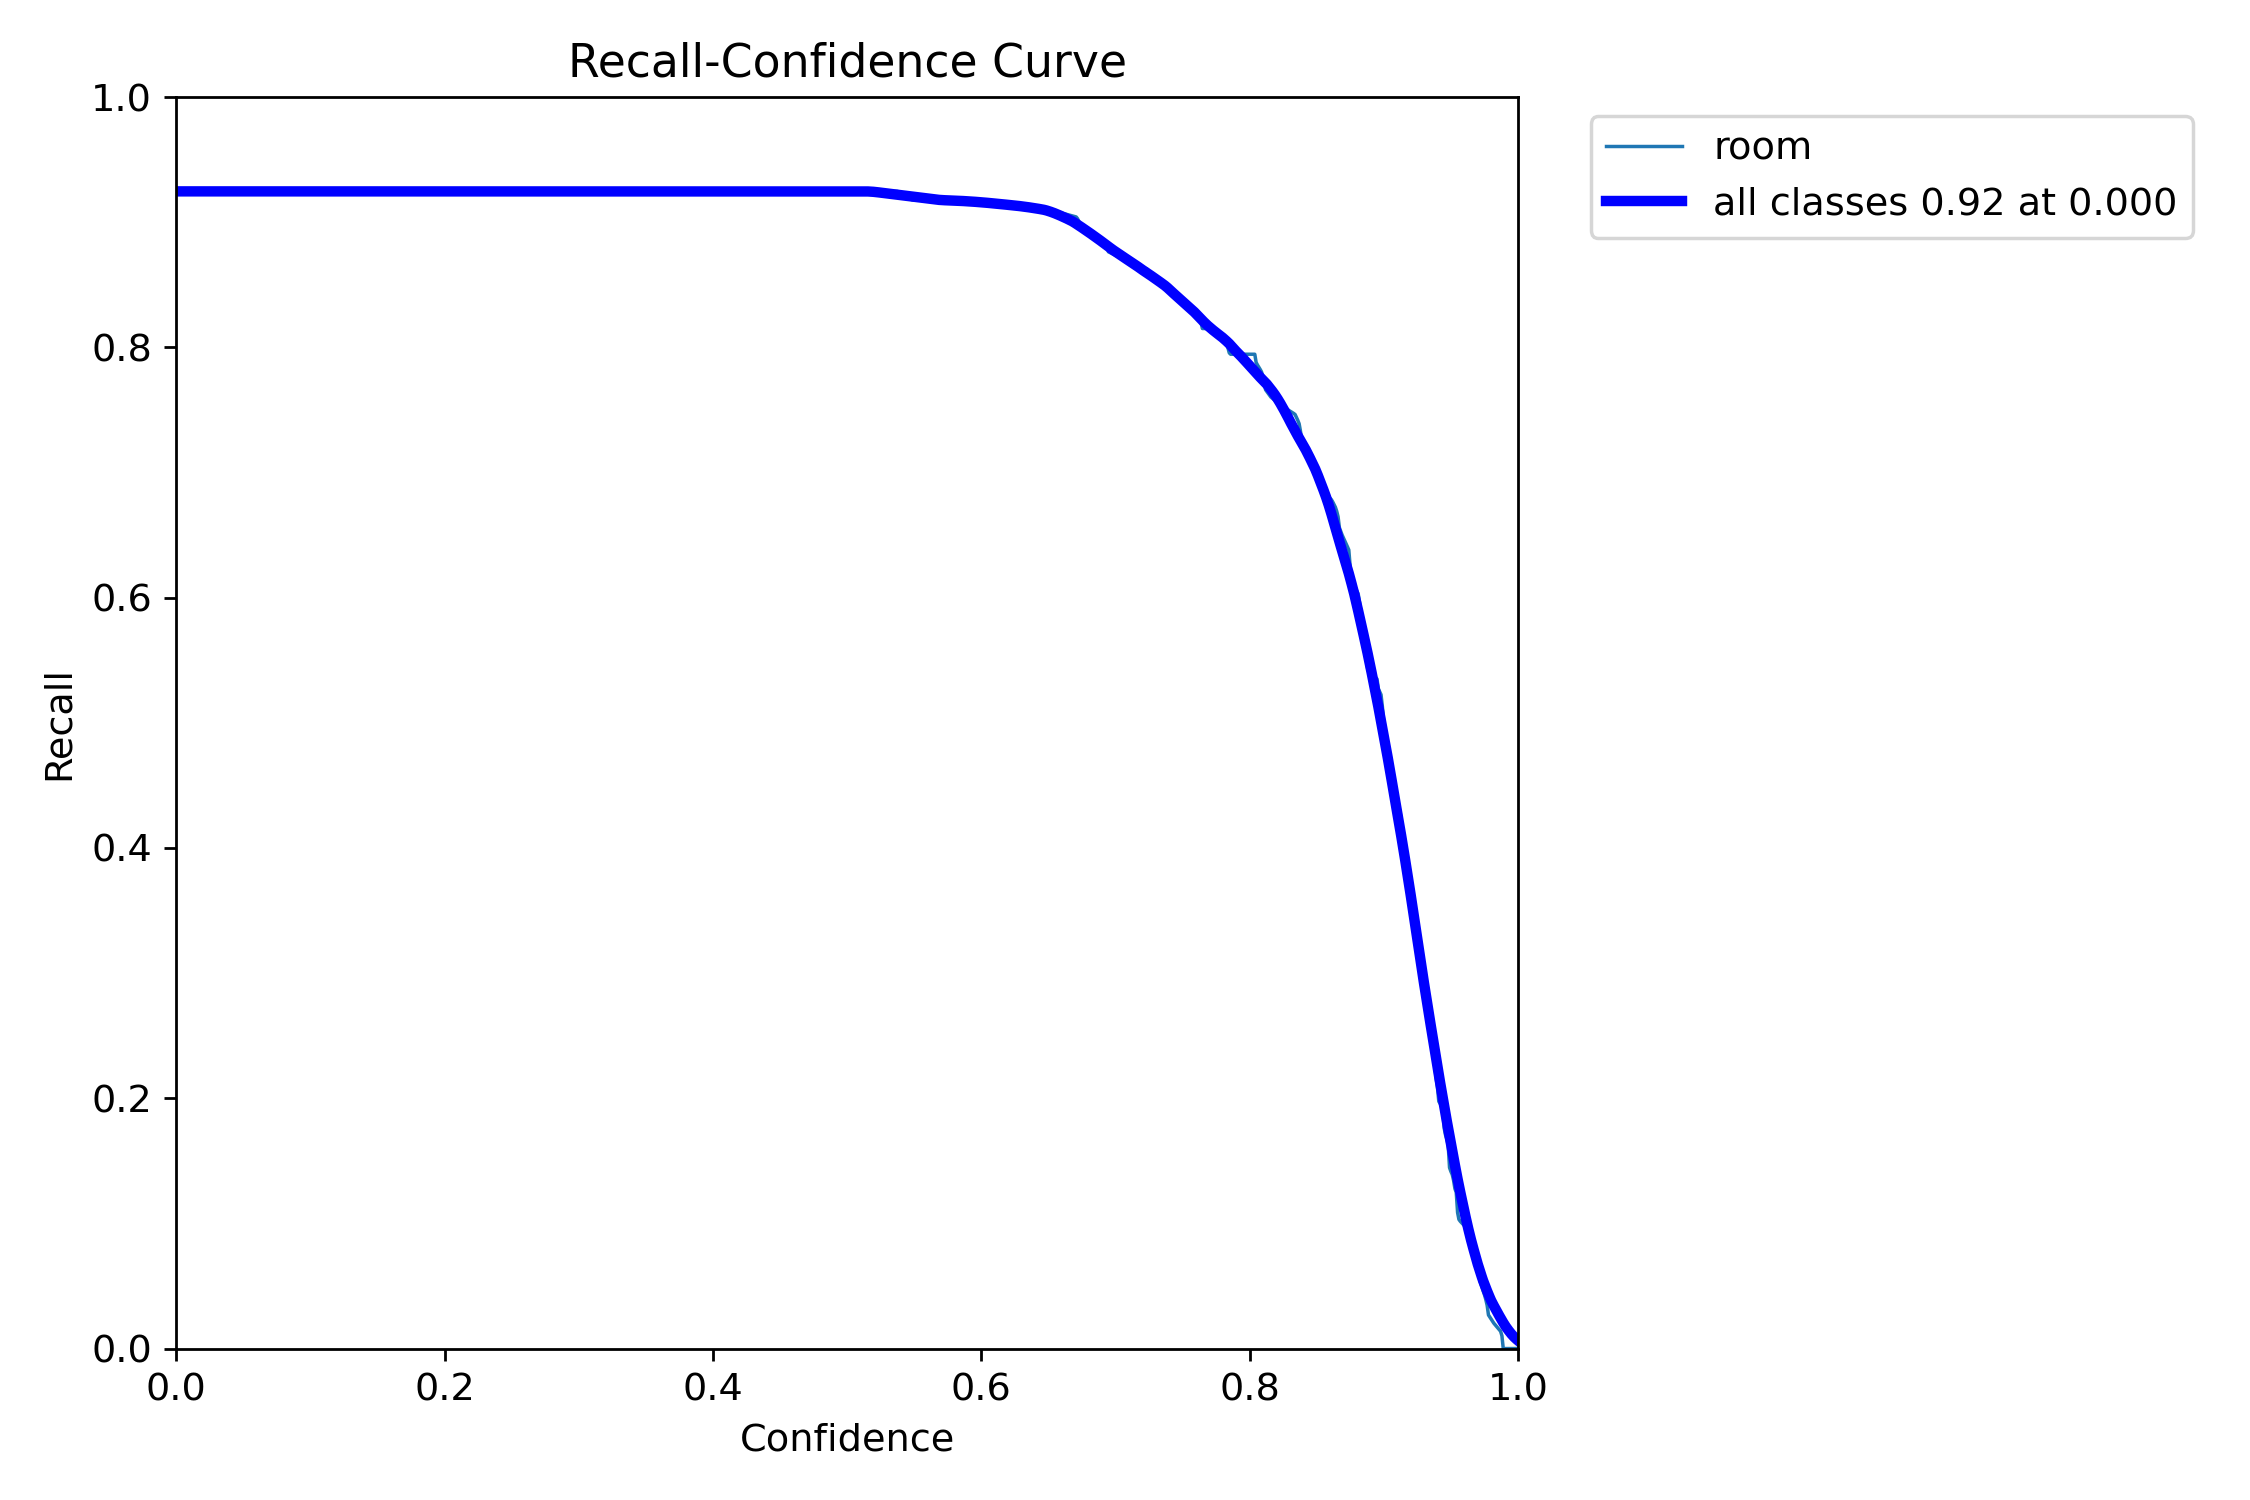 Recall-Confidence Curve
room
all classes 0.92 at 0.000
1.0
0.8
0.6
0.4
0.2
0.0
Recall
0.0 0.2 0.4 0.6 0.8 1.0
Confidence